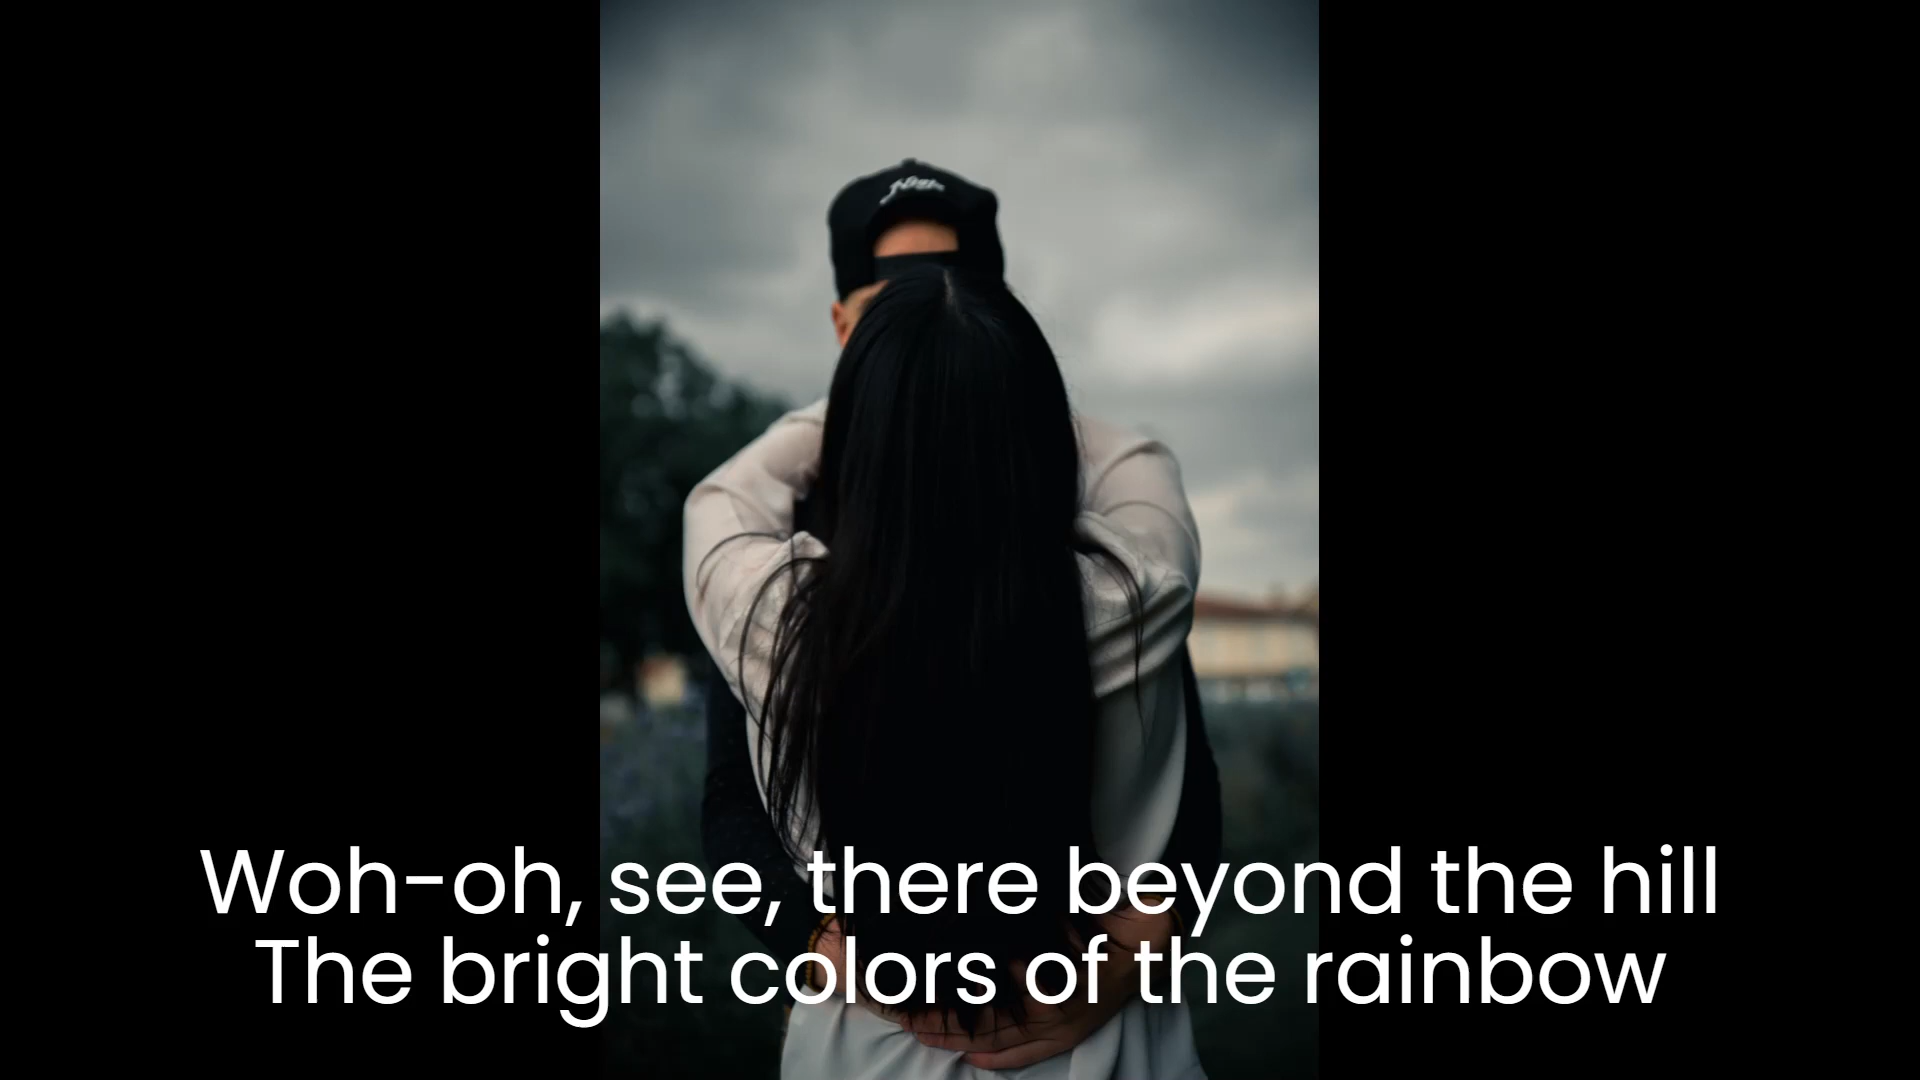 Woh-oh, see, there beyond the hill
The bright colors of the rainbow